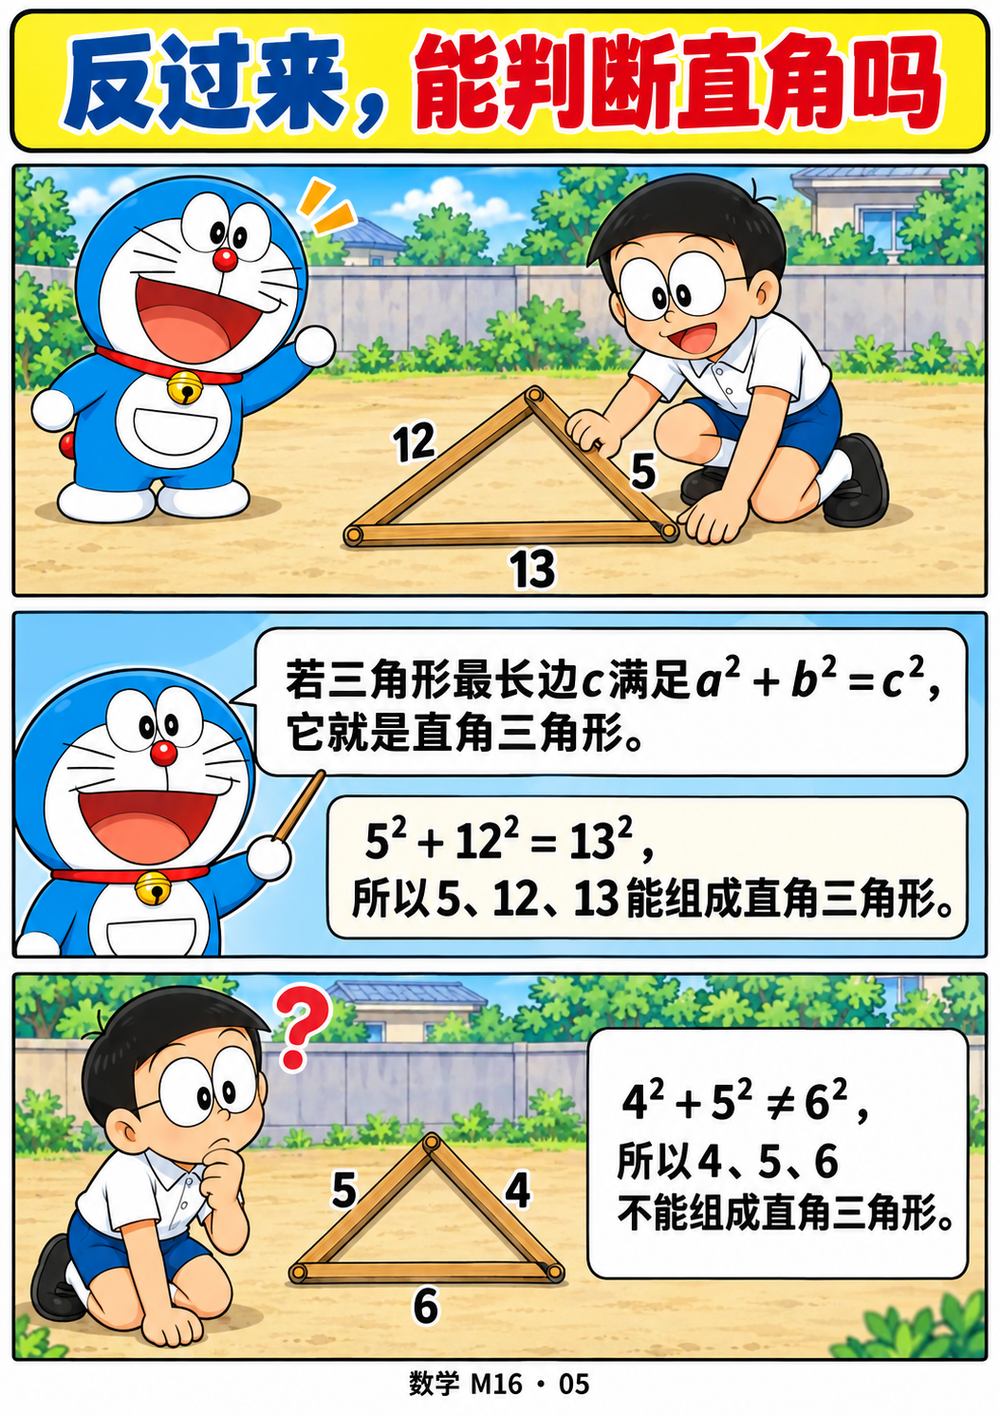 反过来，能判断直角吗
12
5
13
若三角形最长边c满足a² + b² = c²，
它就是直角三角形。
5² + 12² = 13²，
所以5、12、13能组成直角三角形。
?
5
4
6
4² + 5² ≠ 6²，
所以4、5、6
不能组成直角三角形。
数学 M16 · 05